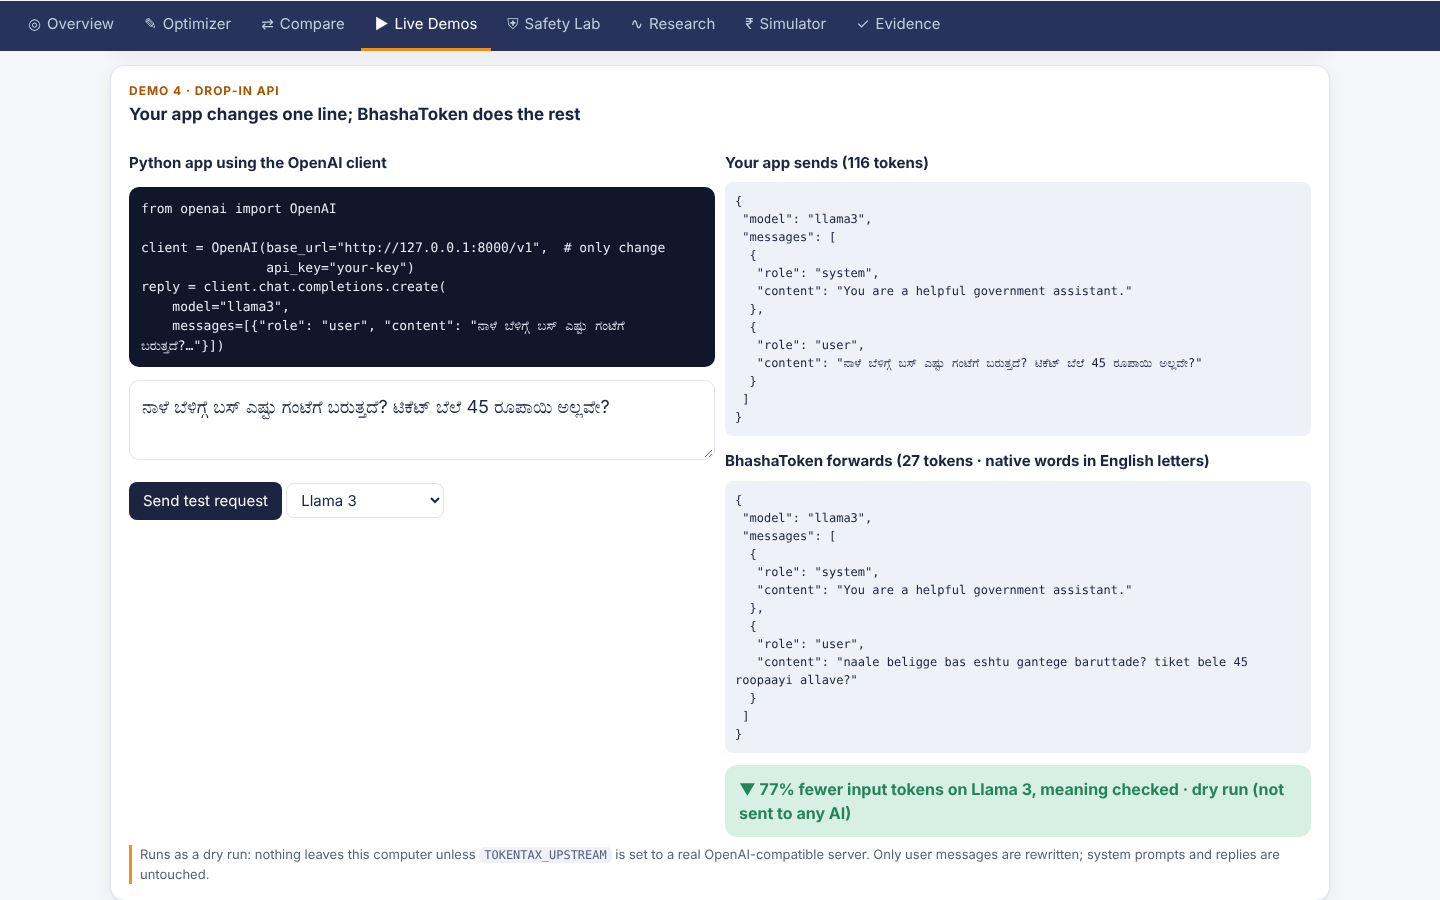 ◎ Overview ✎ Optimizer ⇄ Compare ▶ Live Demos ⛨ Safety Lab ∿ Research ₹ Simulator ✓ Evidence
DEMO 4 · DROP-IN API
Your app changes one line; BhashaToken does the rest
Python app using the OpenAI client
from openai import OpenAI
client = OpenAI(base_url="http://127.0.0.1:8000/v1",  # only change
                api_key="your-key")
reply = client.chat.completions.create(
    model="llama3",
    messages=[{"role": "user", "content": "ನಾಳೆ ಬೆಳಿಗ್ಗೆ ಬಸ್ ಎಷ್ಟು ಗಂಟೆಗೆ
ಬರುತ್ತದೆ?…"}])
ನಾಳೆ ಬೆಳಿಗ್ಗೆ ಬಸ್ ಎಷ್ಟು ಗಂಟೆಗೆ ಬರುತ್ತದೆ? ಟಿಕೆಟ್ ಬೆಲೆ 45 ರೂಪಾಯಿ ಅಲ್ಲವೇ?
Send test request Llama 3
Your app sends (116 tokens)
{
 "model": "llama3",
 "messages": [
  {
   "role": "system",
   "content": "You are a helpful government assistant."
  },
  {
   "role": "user",
   "content": "ನಾಳೆ ಬೆಳಿಗ್ಗೆ ಬಸ್ ಎಷ್ಟು ಗಂಟೆಗೆ ಬರುತ್ತದೆ? ಟಿಕೆಟ್ ಬೆಲೆ 45 ರೂಪಾಯಿ ಅಲ್ಲವೇ?"
  }
 ]
}
BhashaToken forwards (27 tokens · native words in English letters)
{
 "model": "llama3",
 "messages": [
  {
   "role": "system",
   "content": "You are a helpful government assistant."
  },
  {
   "role": "user",
   "content": "naale beligge bas eshtu gantege baruttade? tiket bele 45
roopaayi allave?"
  }
 ]
}
▼ 77% fewer input tokens on Llama 3, meaning checked · dry run (not
sent to any AI)
Runs as a dry run: nothing leaves this computer unless TOKENTAX_UPSTREAM is set to a real OpenAI-compatible server. Only user messages are rewritten; system prompts and replies are
untouched.